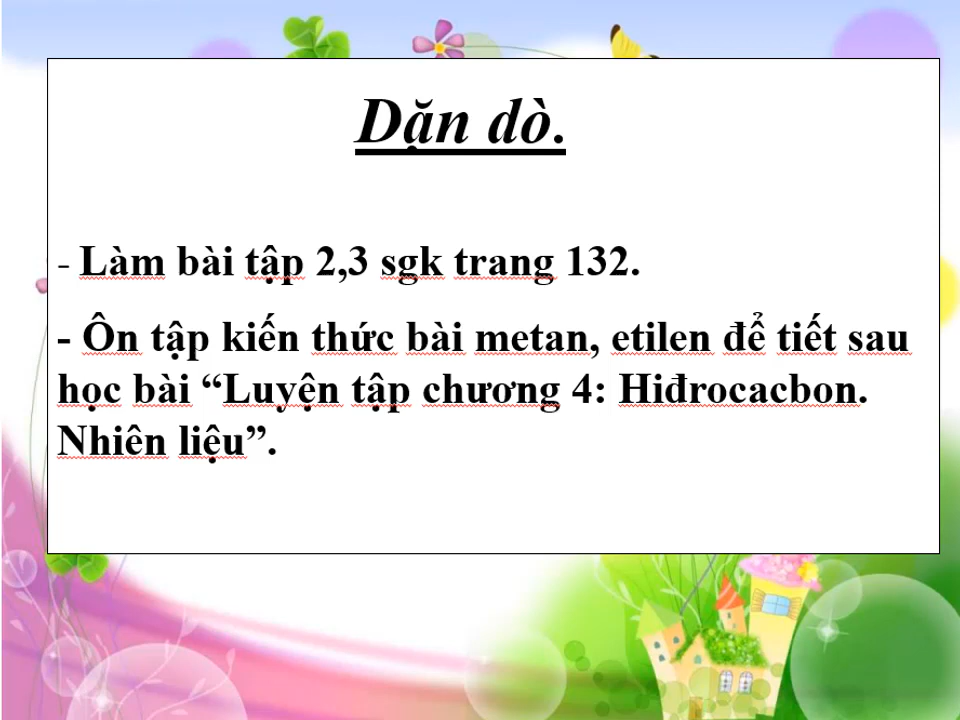 Dặn dò.
- Làm bài tập 2,3 sgk trang 132.
- Ôn tập kiến thức bài metan, etilen để tiết sau
học bài “Luyện tập chương 4: Hiđrocacbon.
Nhiên liệu”.